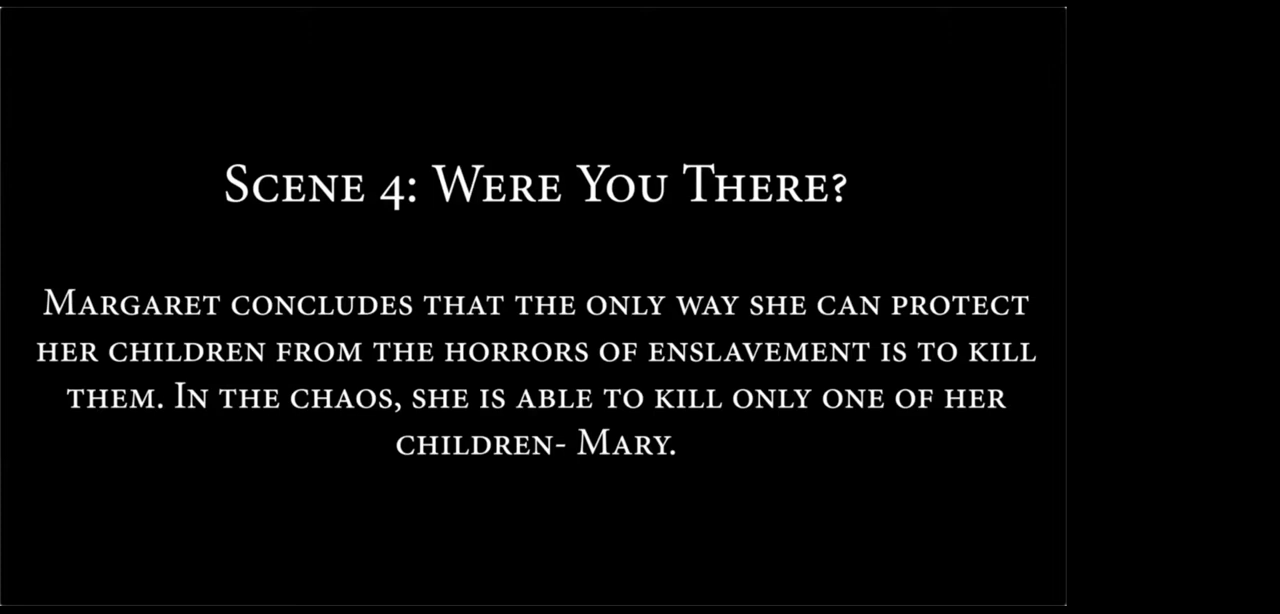 Scene 4: Were You There?
Margaret concludes that the only way she can protect
her children from the horrors of enslavement is to kill
them. In the chaos, she is able to kill only one of her
children- Mary.